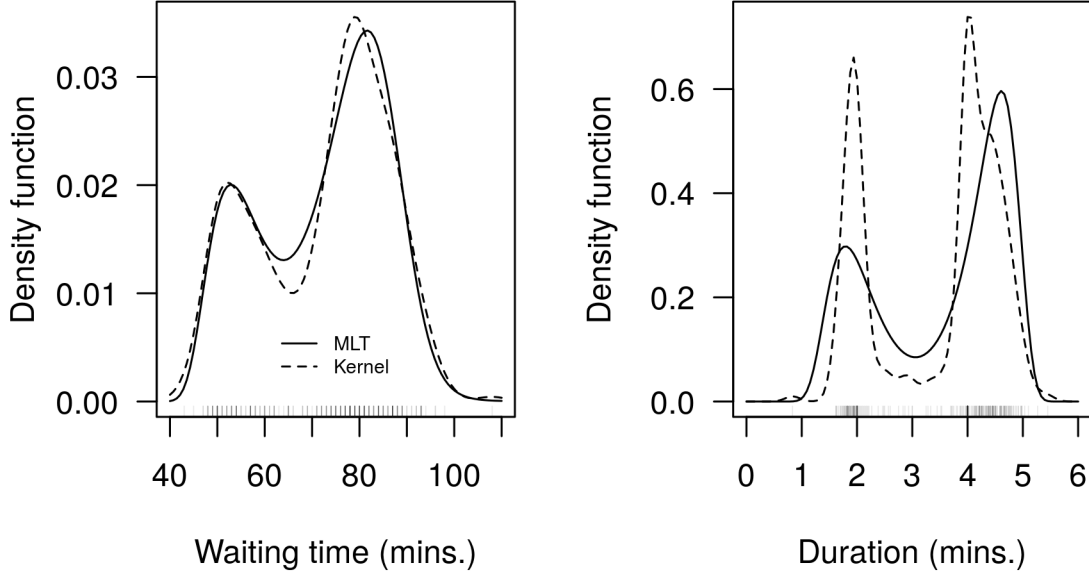 Density function
0.03
0.02
0.01
0.00
MLT
Kernel
40 60 80 100
Waiting time (mins.)
Density function
0.6
0.4
0.2
0.0
0 1 2 3 4 5 6
Duration (mins.)